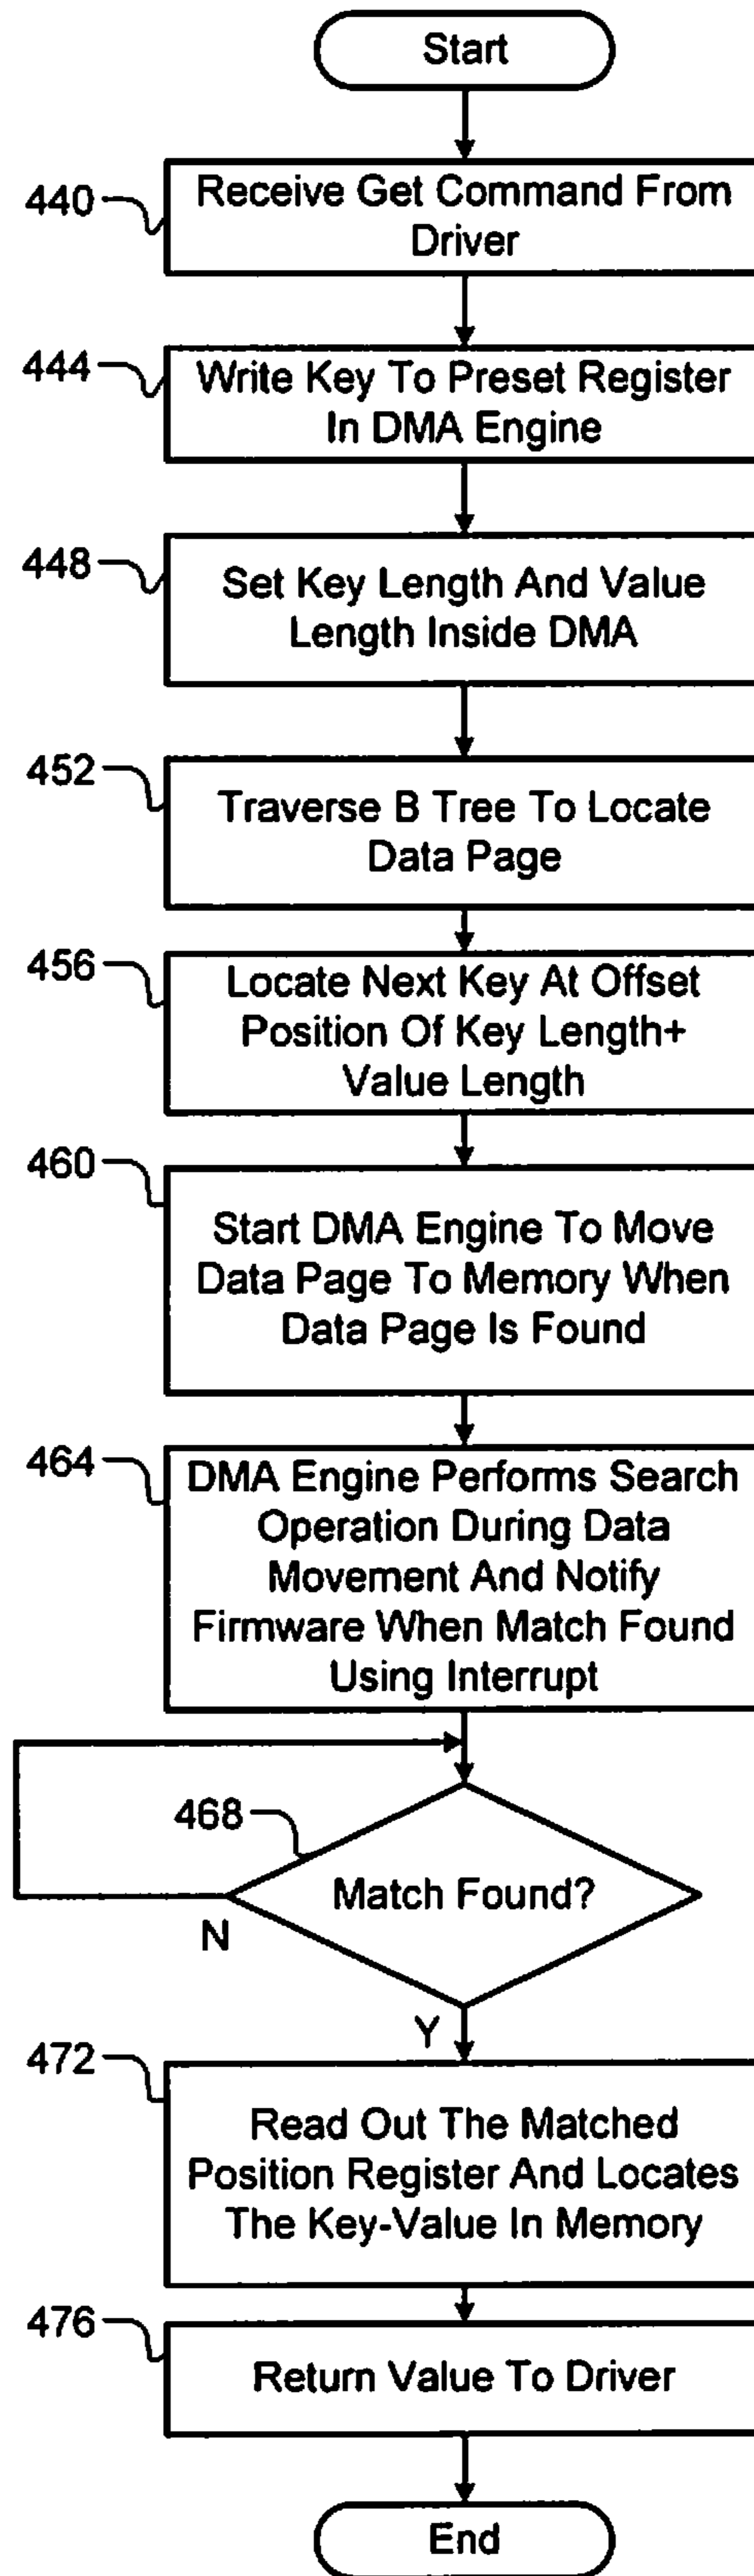 Start
440
Receive Get Command From
Driver
444
Write Key To Preset Register
In DMA Engine
448
Set Key Length And Value
Length Inside DMA
452
Traverse B Tree To Locate
Data Page
456
Locate Next Key At Offset
Position Of Key Length+
Value Length
460
Start DMA Engine To Move
Data Page To Memory When
Data Page Is Found
464
DMA Engine Performs Search
Operation During Data
Movement And Notify
Firmware When Match Found
Using Interrupt
468
Match Found?
N
Y
472
Read Out The Matched
Position Register And Locates
The Key-Value In Memory
476
Return Value To Driver
End